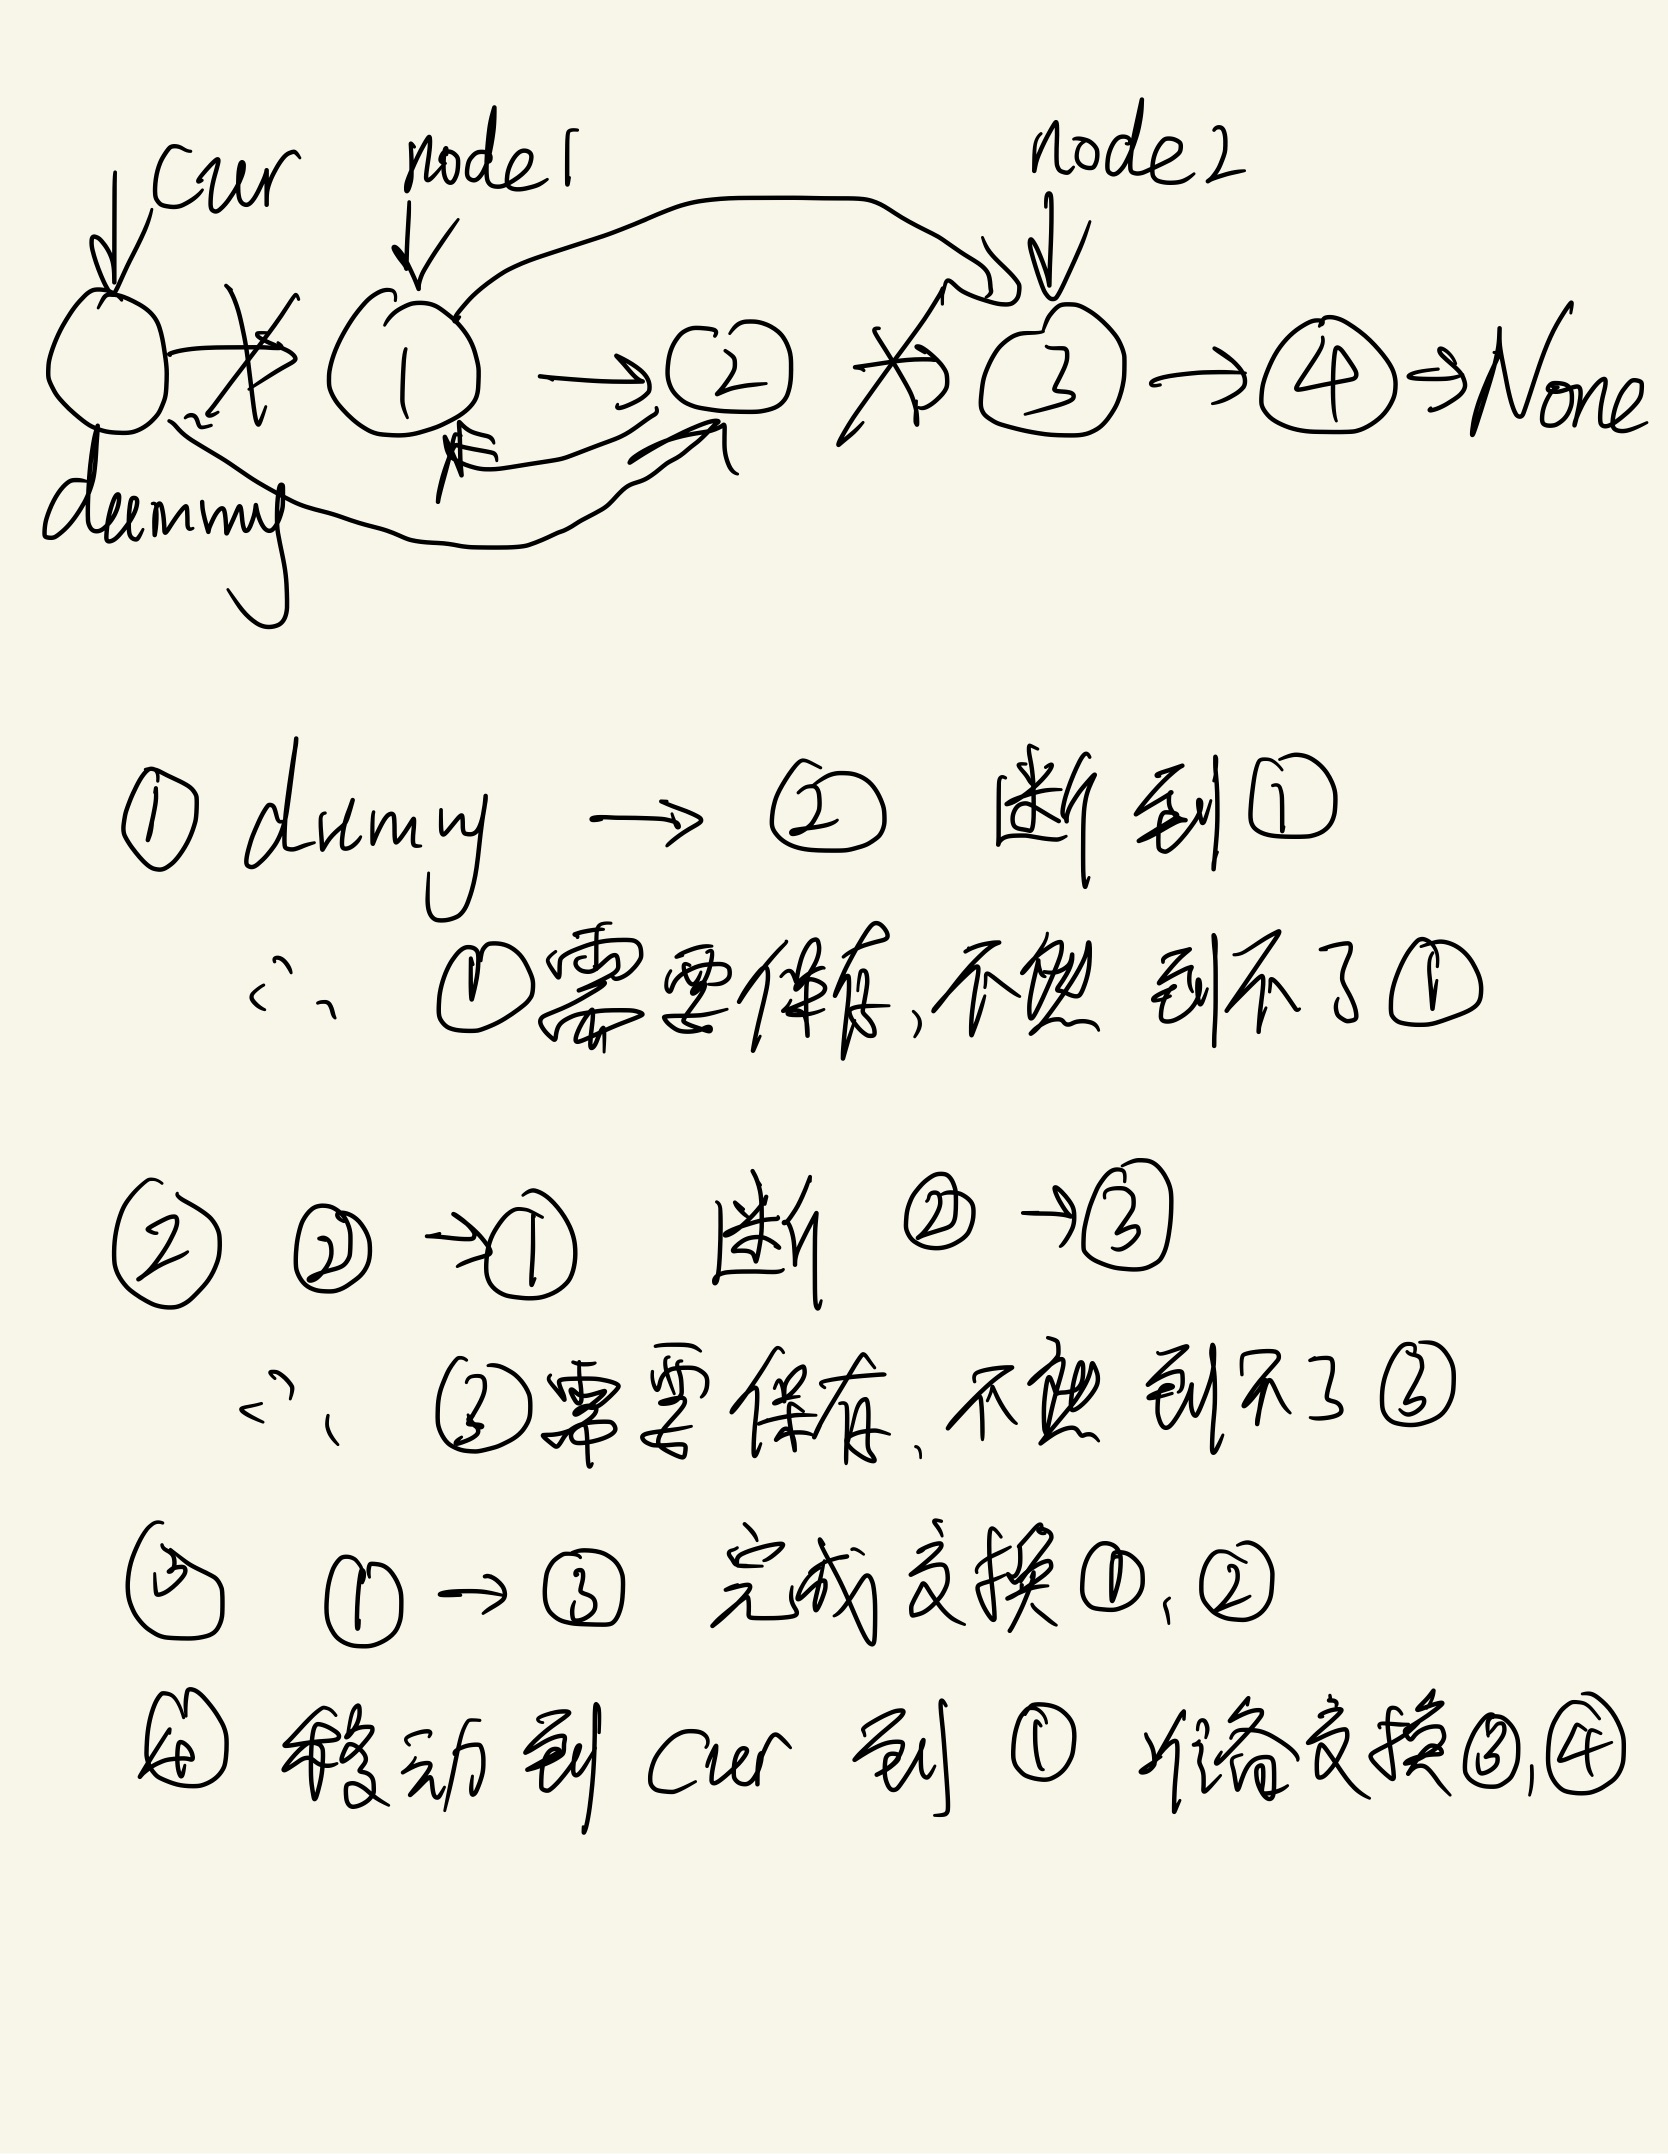 cur node1 node2
1 2 3 4 None
dummy
① dumy → ② 断到①
∴ ①需要保存,不然到不了①
② ②→① 断 ②→③
∴ ③需要保存、不然到不了③
③ ①→③ 完成交换①、②
④ 移动到cur到① 准备交换③,④